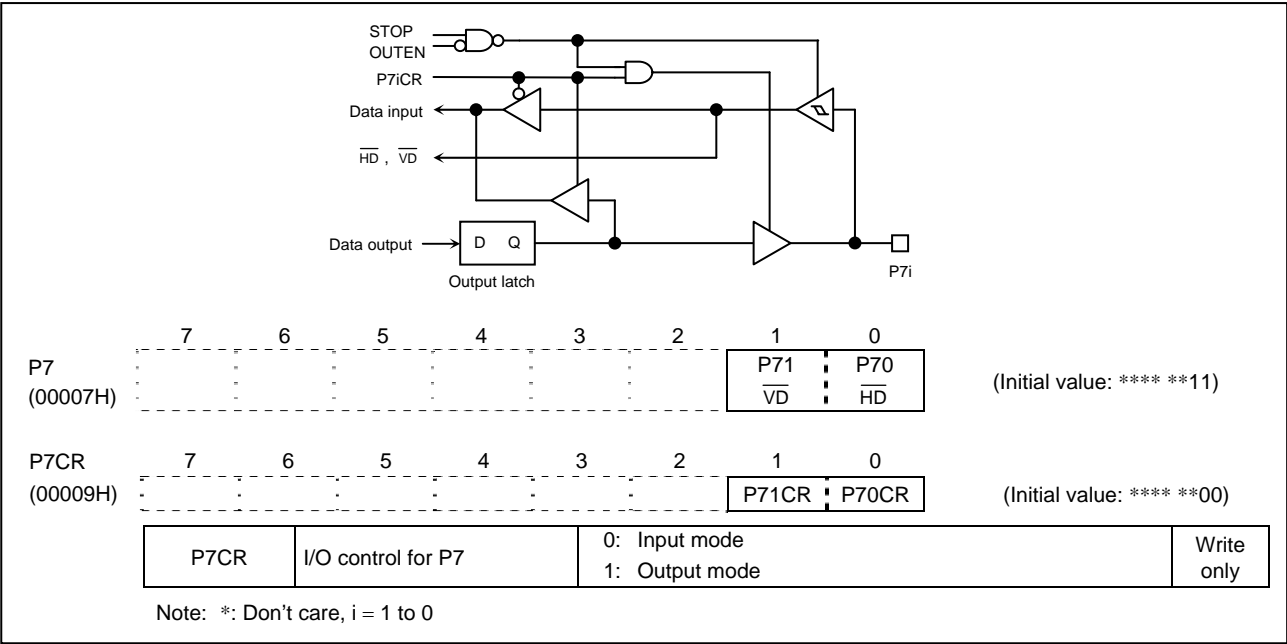 STOP
OUTEN
P7iCR
Data input
HD , VD
Data output
D Q
Output latch
P7i
7 6 5 4 3 2 1 0
P7
(00007H)
P71 P70
VD HD
(Initial value: **** **11)
P7CR
(00009H)
7 6 5 4 3 2 1 0
P71CR P70CR
(Initial value: **** **00)
P7CR I/O control for P7
0: Input mode
1: Output mode
Write
only
Note: *: Don't care, i = 1 to 0